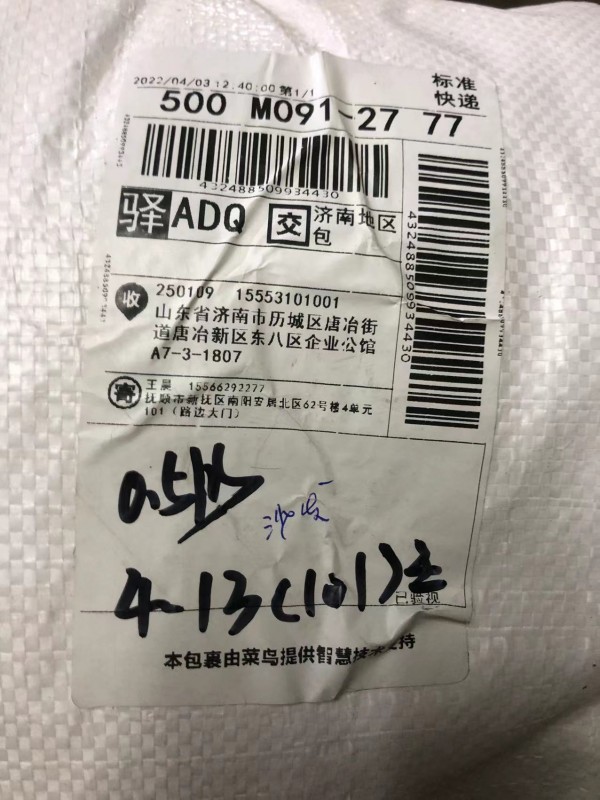 2022/04/03 12:40:00 第1/1
标准
快递
500 M091-27 77
432488509934430
432488509934430
驿 ADQ 交 济南地区
包
收 250109 15553101001
山东省济南市历城区唐冶街
道唐冶新区东八区企业公馆
A7-3-1807
寄 王昊 15566292277
抚顺市新抚区南阳安居北区62号楼4单元
101（路边大门）
沙发
4-13(101)
已验视
本包裹由菜鸟提供智慧技术支持